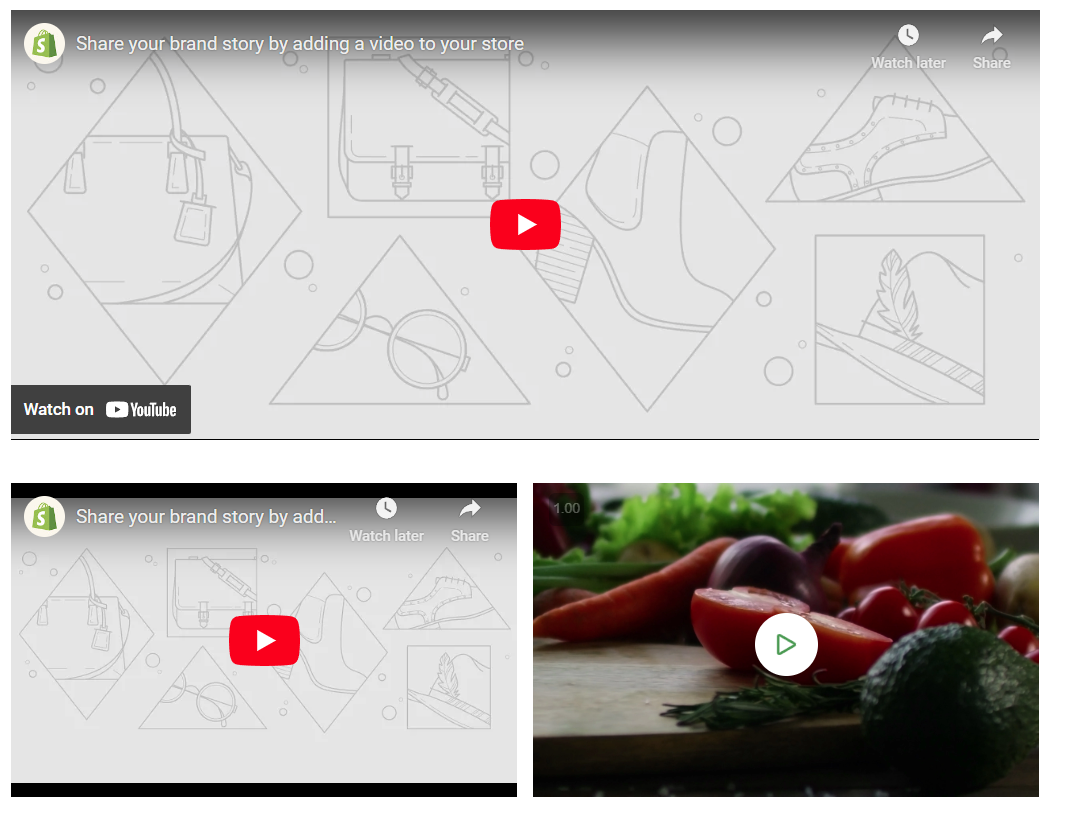 Share your brand story by adding a video to your store
Watch later
Share
Watch on YouTube
Share your brand story by add...
Watch later
Share
1.00